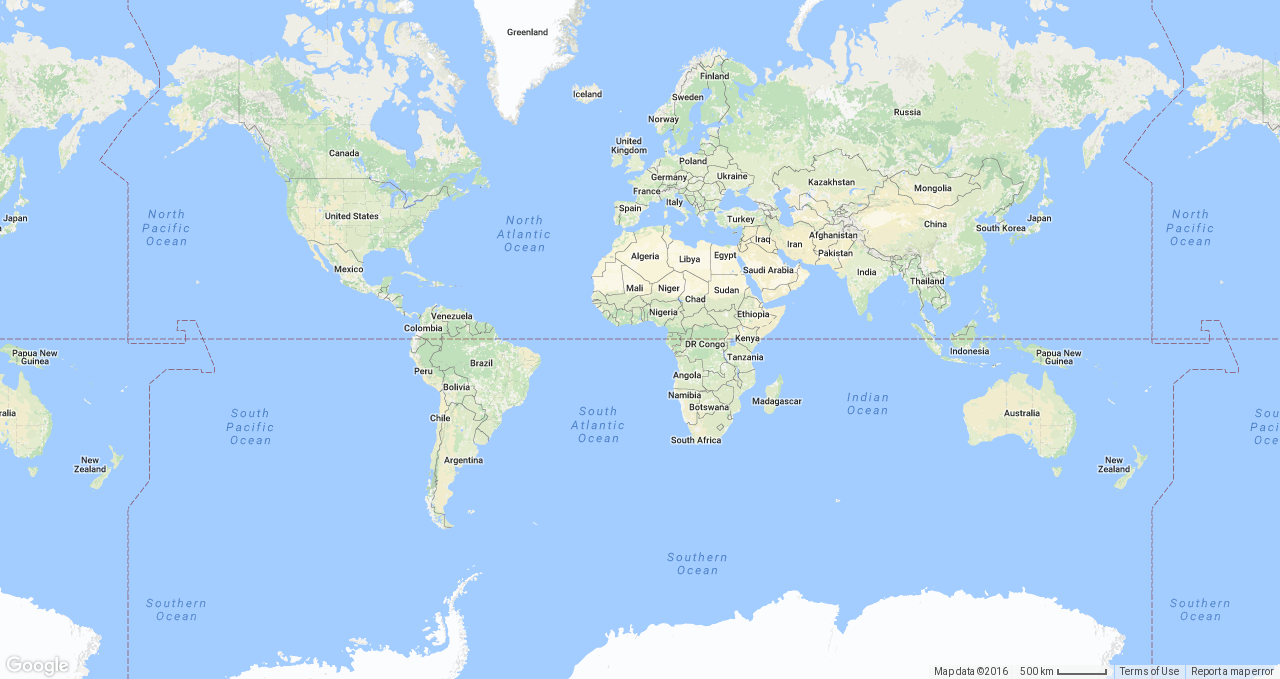 Greenland
Iceland
Finland
Sweden
Norway
Russia
United
Kingdom
Canada
Poland
Germany
Ukraine
Kazakhstan
Mongolia
France
Italy
Spain
Turkey
United States
Japan
Japan
China
South Korea
North
Pacific
Ocean
North
Atlantic
Ocean
North
Pacific
Ocean
Afghanistan
Iraq
Iran
Pakistan
Algeria
Libya
Egypt
Saudi Arabia
India
Mexico
Thailand
Mali
Niger
Sudan
Chad
Nigeria
Ethiopia
Venezuela
Colombia
Kenya
DR Congo
Indonesia
Papua New
Guinea
Papua New
Guinea
Tanzania
Brazil
Peru
Angola
Bolivia
Namibia
Botswana
Madagascar
Indian
Ocean
ralia
Australia
South
Pacific
Ocean
South
Atlantic
Ocean
Sou
Paci
Oce
Chile
South Africa
Argentina
New
Zealand
New
Zealand
Southern
Ocean
Southern
Ocean
Southern
Ocean
Google
Map data ©2016 500 km Terms of Use Report a map error